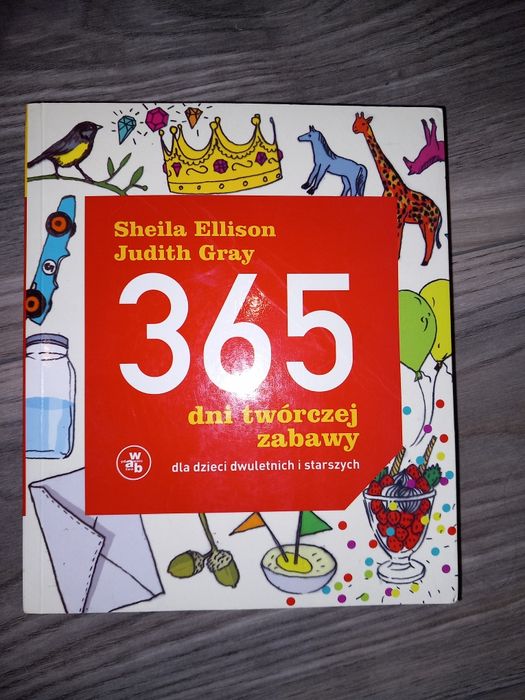 Sheila Ellison
Judith Gray
365
dni twórczej
zabawy
dla dzieci dwuletnich i starszych
w
a b